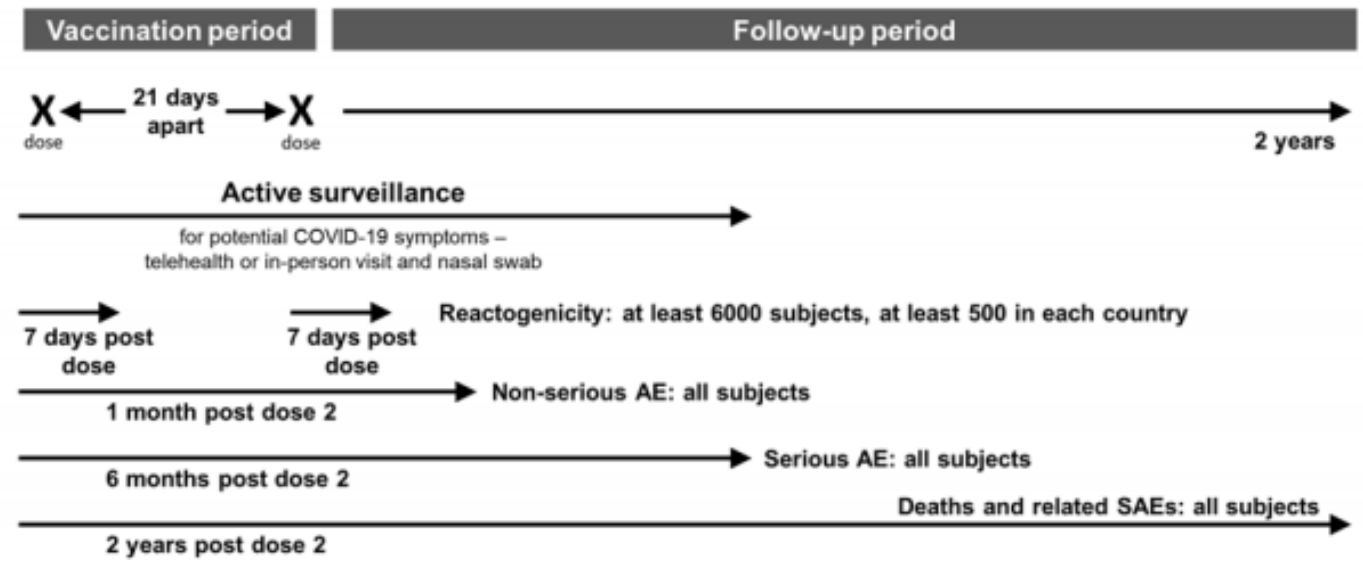 Vaccination period
Follow-up period
X
21 days
apart
X
dose
dose
2 years
Active surveillance
for potential COVID-19 symptoms –
telehealth or in-person visit and nasal swab
Reactogenicity: at least 6000 subjects, at least 500 in each country
7 days post
dose
7 days post
dose
Non-serious AE: all subjects
1 month post dose 2
Serious AE: all subjects
6 months post dose 2
Deaths and related SAEs: all subjects
2 years post dose 2